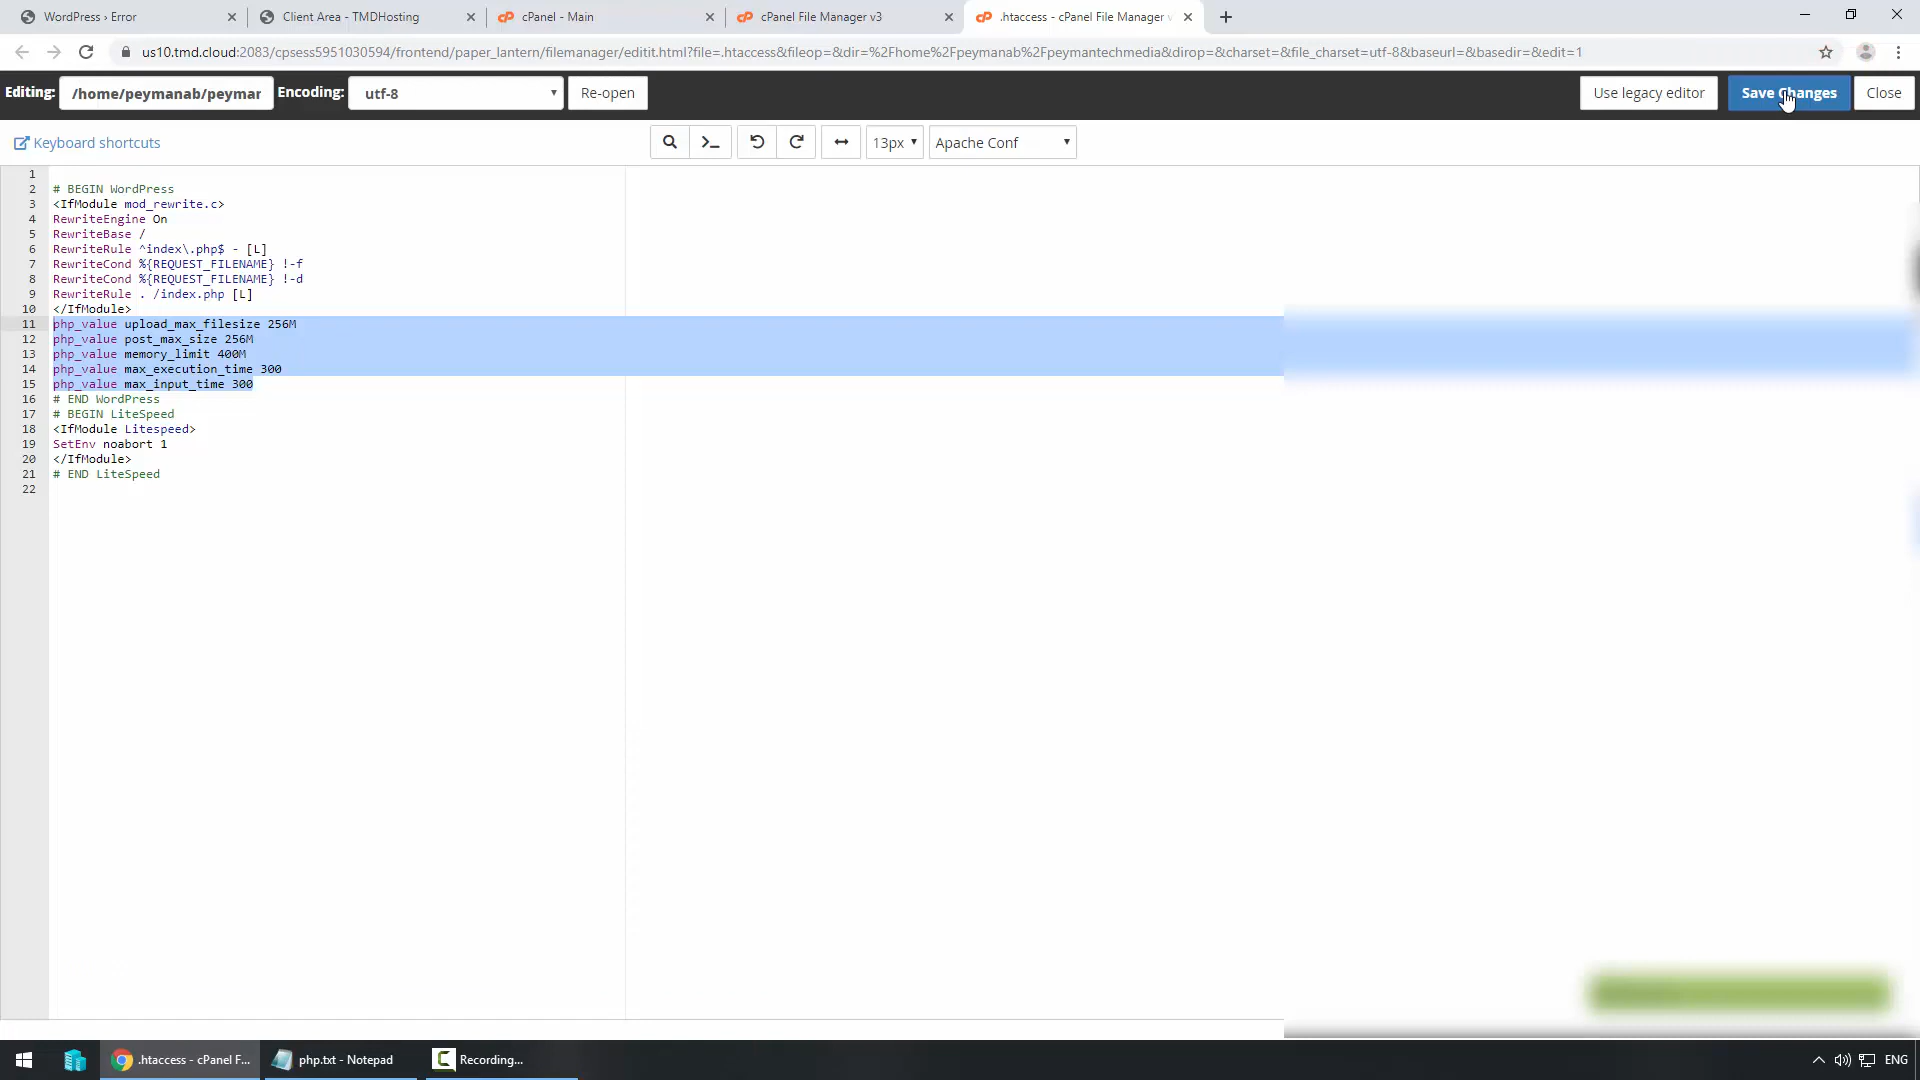 WordPress › Error
Client Area - TMDHosting
cPanel - Main
cPanel File Manager v3
.htaccess - cPanel File Manager v
us10.tmd.cloud:2083/cpsess5951030594/frontend/paper_lantern/filemanager/editit.html?file=.htaccess&fileop=&dir=%2Fhome%2Fpeymanab%2Fpeymantechmedia&dirop=&charset=&file_charset=utf-8&baseurl=&basedir=&edit=1
Editing: /home/peymanab/peymar Encoding: utf-8 Re-open Use legacy editor Save Changes Close
Keyboard shortcuts 13px Apache Conf
1
2 # BEGIN WordPress
3 <IfModule mod_rewrite.c>
4 RewriteEngine On
5 RewriteBase /
6 RewriteRule ^index\.php$ - [L]
7 RewriteCond %{REQUEST_FILENAME} !-f
8 RewriteCond %{REQUEST_FILENAME} !-d
9 RewriteRule . /index.php [L]
10 </IfModule>
11 php_value upload_max_filesize 256M
12 php_value post_max_size 256M
13 php_value memory_limit 400M
14 php_value max_execution_time 300
15 php_value max_input_time 300
16 # END WordPress
17 # BEGIN LiteSpeed
18 <IfModule Litespeed>
19 SetEnv noabort 1
20 </IfModule>
21 # END LiteSpeed
22
.htaccess - cPanel F... php.txt - Notepad Recording... ENG